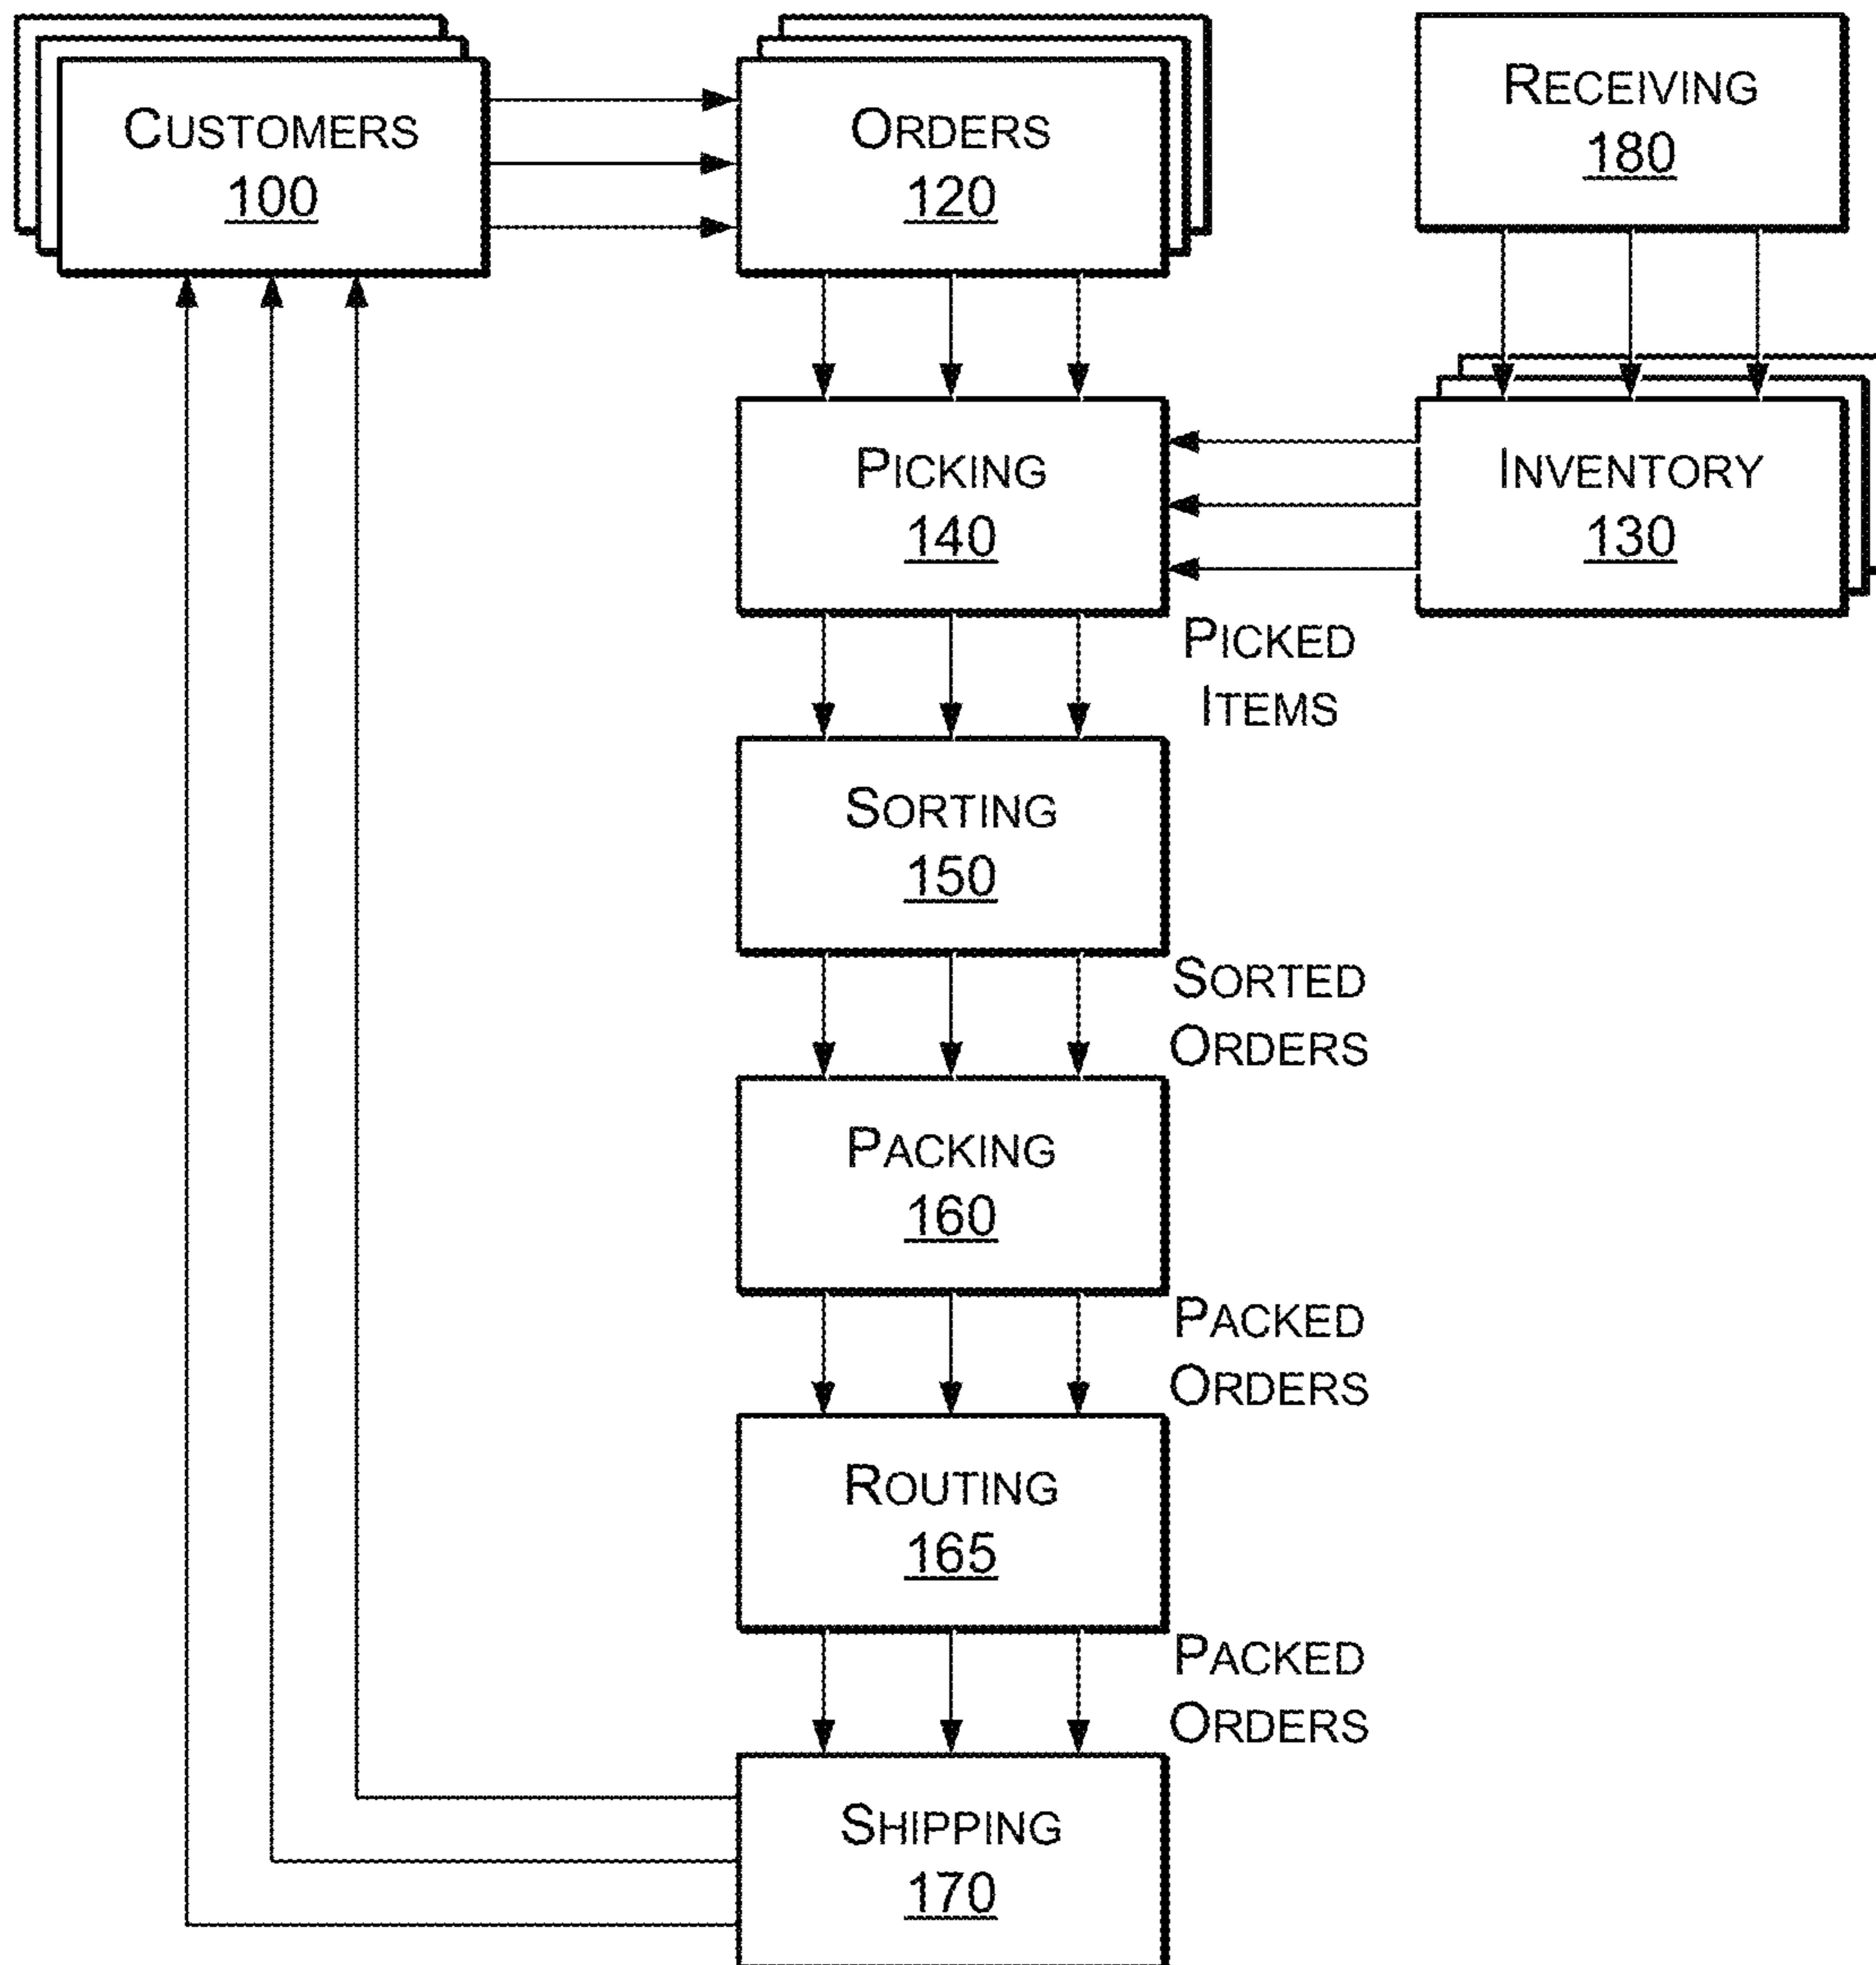 CUSTOMERS
100
ORDERS
120
RECEIVING
180
PICKING
140
INVENTORY
130
PICKED
ITEMS
SORTING
150
SORTED
ORDERS
PACKING
160
PACKED
ORDERS
ROUTING
165
PACKED
ORDERS
SHIPPING
170